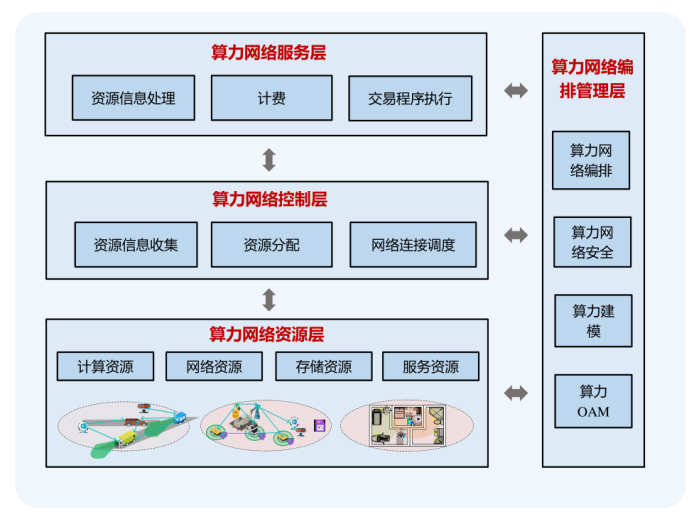 算力网络服务层
资源信息处理
计费
交易程序执行
算力网络控制层
资源信息收集
资源分配
网络连接调度
算力网络资源层
计算资源
网络资源
存储资源
服务资源
算力网络编
排管理层
算力网
络编排
算力网
络安全
算力建
模
算力
OAM